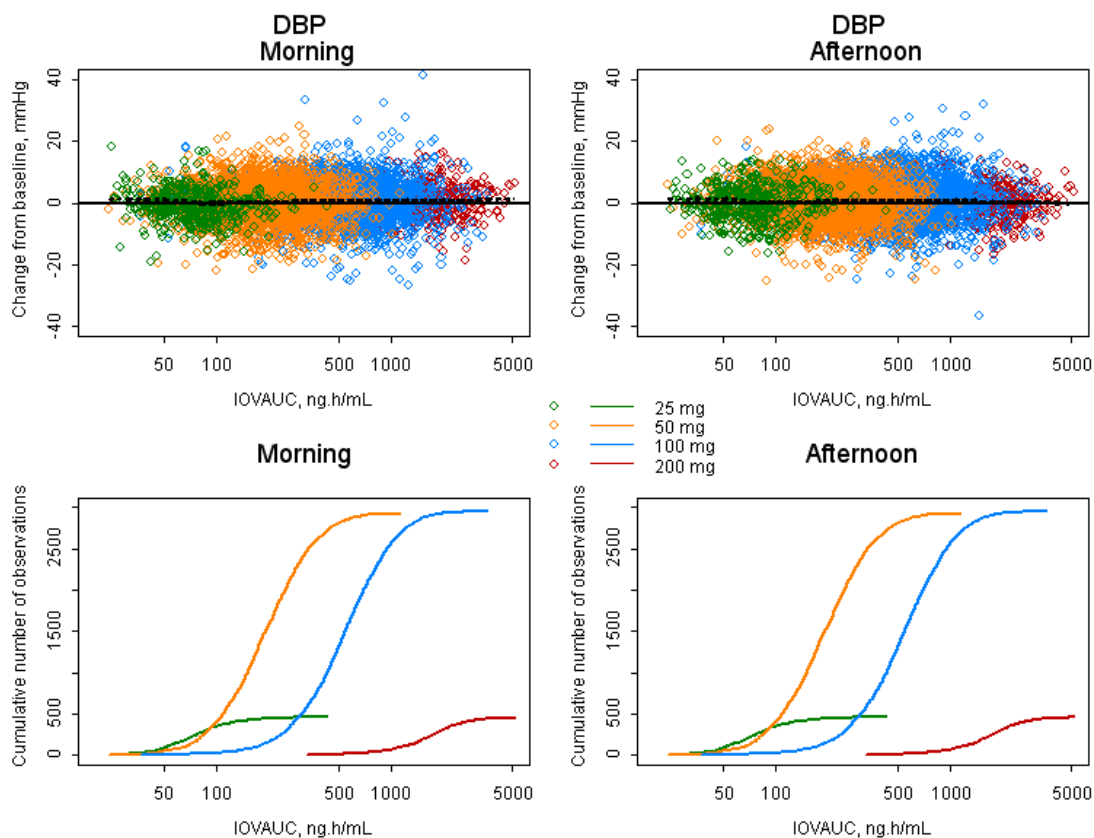 DBP
Morning
Change from baseline, mmHg
40
20
0
-20
-40
50 100 500 1000 5000
IOVAUC, ng.h/mL
DBP
Afternoon
Change from baseline, mmHg
40
20
0
-20
-40
50 100 500 1000 5000
IOVAUC, ng.h/mL
25 mg
50 mg
100 mg
200 mg
Morning
Cumulative number of observations
2500
1500
500
0
50 100 500 1000 5000
IOVAUC, ng.h/mL
Afternoon
Cumulative number of observations
2500
1500
500
0
50 100 500 1000 5000
IOVAUC, ng.h/mL